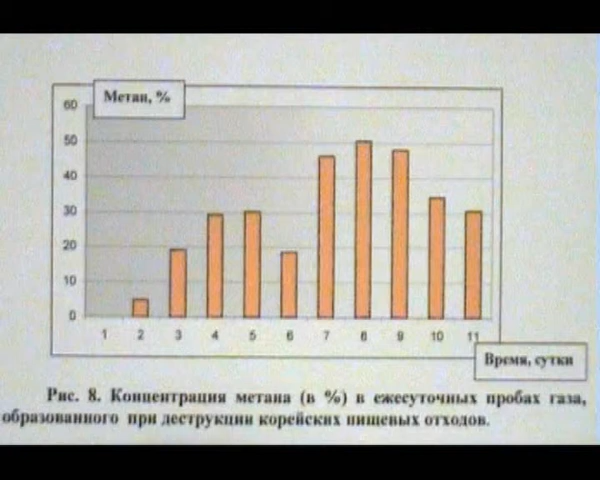 Метан, %
60
50
40
30
20
10
0
1 2 3 4 5 6 7 8 9 10 11
Время, сутки
Рис. 8. Концентрация метана (в %) в ежесуточных пробах газа,
образованного при деструкции корейских пищевых отходов.